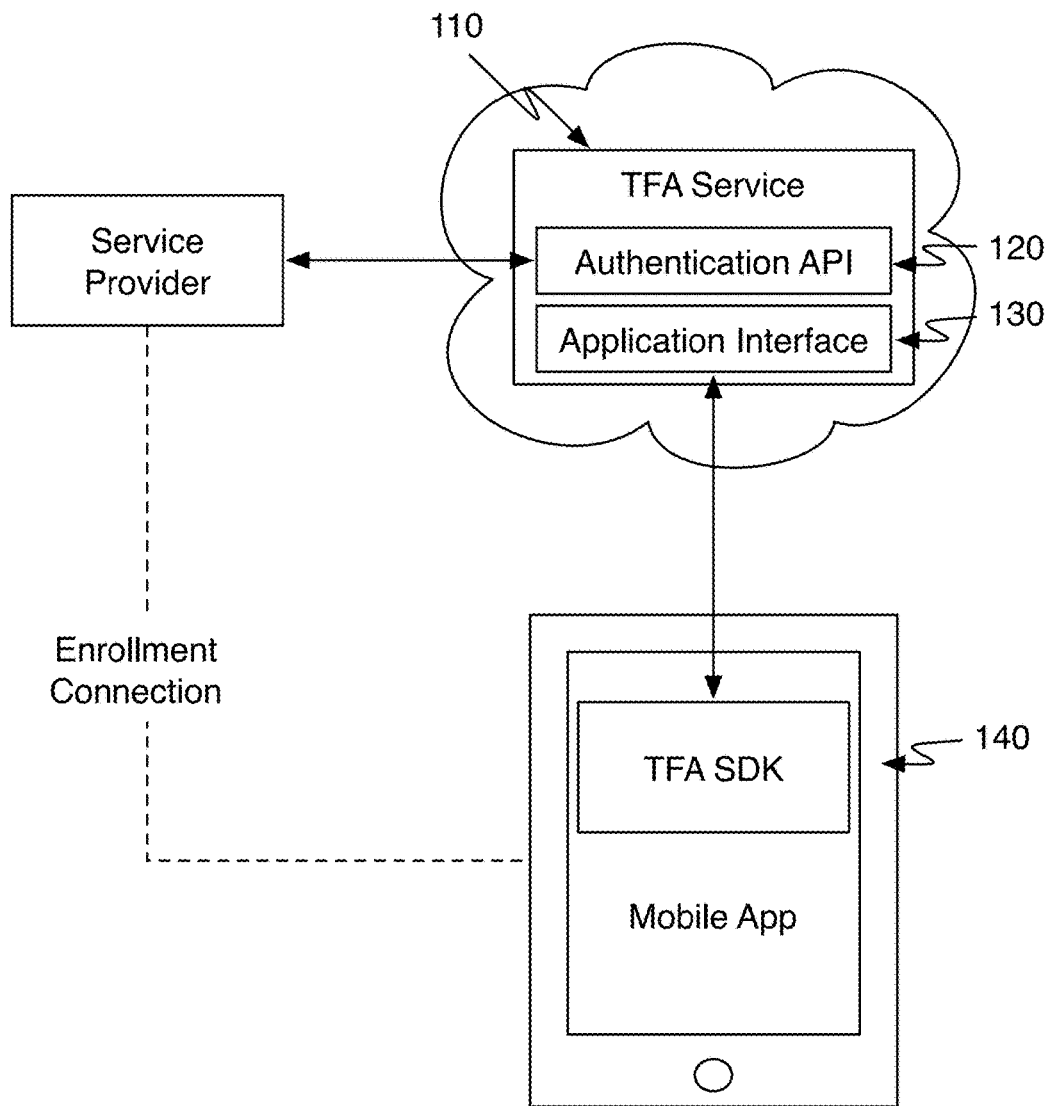 110
TFA Service
Service
Provider
Authentication API
120
Application Interface
130
Enrollment
Connection
TFA SDK
140
Mobile App